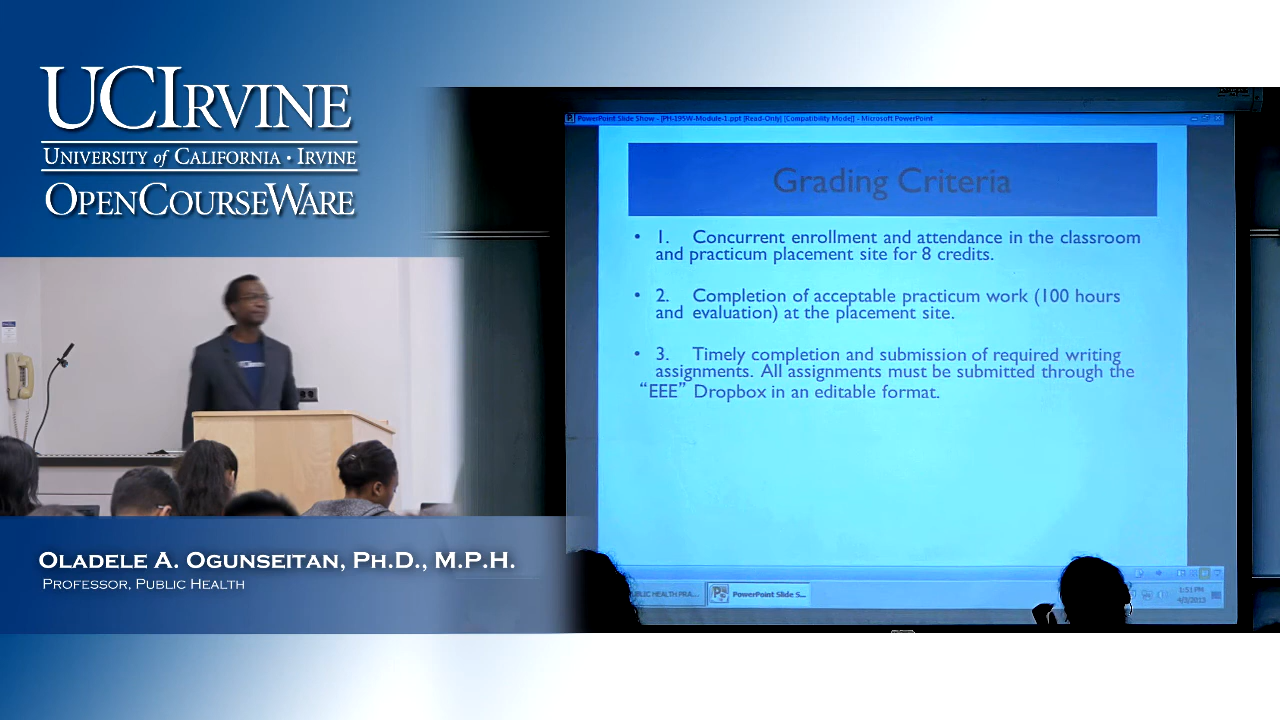 UCIRVINE
UNIVERSITY of CALIFORNIA · IRVINE
OPENCOURSEWARE
OLADELE A. OGUNSEITAN, PH.D., M.P.H.
PROFESSOR, PUBLIC HEALTH
PowerPoint Slide Show - [PH-195W-Module-1.ppt [Read-Only] [Compatibility Mode]] - Microsoft PowerPoint
Grading Criteria
• 1. Concurrent enrollment and attendance in the classroom
and practicum placement site for 8 credits.
• 2. Completion of acceptable practicum work (100 hours
and evaluation) at the placement site.
• 3. Timely completion and submission of required writing
assignments. All assignments must be submitted through the
“EEE” Dropbox in an editable format.
PUBLIC HEALTH PRA...
PowerPoint Slide S...
1:51 PM
4/3/2013